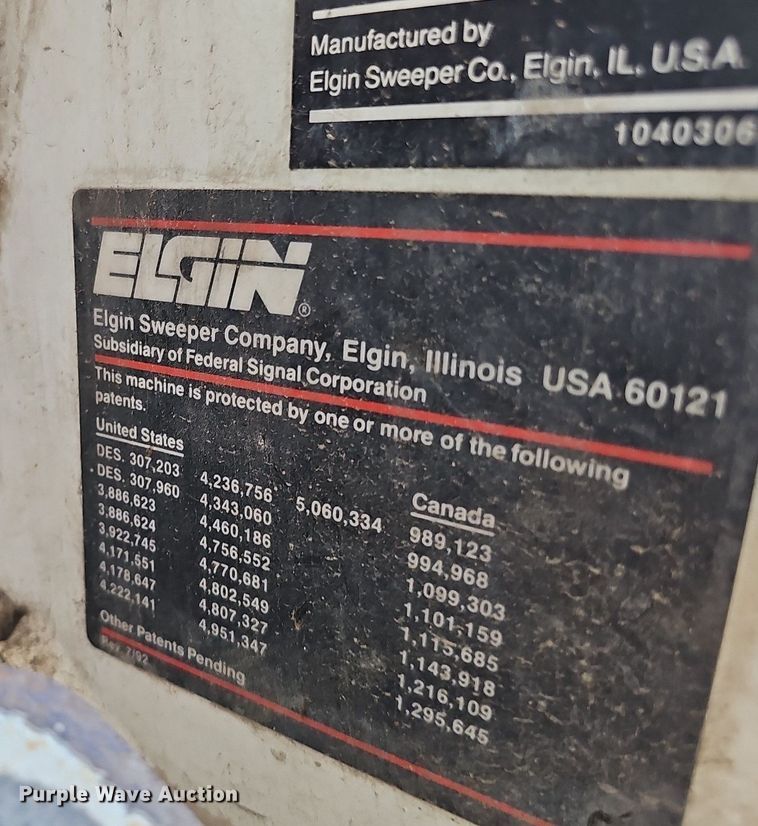 Manufactured by
Elgin Sweeper Co., Elgin, IL, U.S.A.
1040306
ELGIN®
Elgin Sweeper Company, Elgin, Illinois USA 60121
Subsidiary of Federal Signal Corporation
This machine is protected by one or more of the following
patents.
United States
DES. 307,203
DES. 307,960
3,886,623
3,886,624
3,922,745
4,171,551
4,178,647
4,222,141
4,236,756
4,343,060
4,460,186
4,756,552
4,770,681
4,802,549
4,807,327
4,951,347
5,060,334
Canada
989,123
994,968
1,099,303
1,101,159
1,115,685
1,143,918
1,216,109
1,295,645
Other Patents Pending
Rev. 7/92
Purple Wave Auction